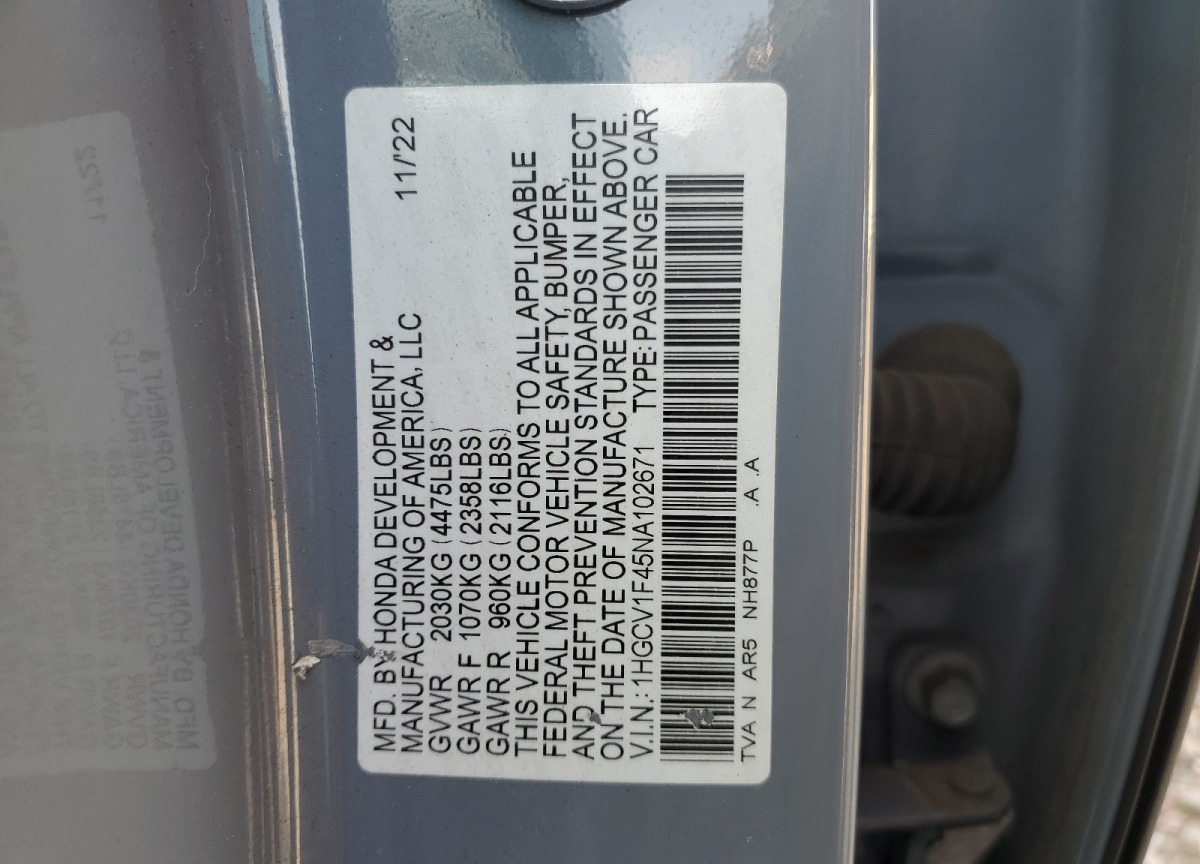 MFD. BY HONDA DEVELOPMENT &
MANUFACTURING OF AMERICA, LLC 11/'22
GVWR 2030KG (4475LBS)
GAWR F 1070KG (2358LBS)
GAWR R 960KG (2116LBS)
THIS VEHICLE CONFORMS TO ALL APPLICABLE
FEDERAL MOTOR VEHICLE SAFETY, BUMPER,
AND THEFT PREVENTION STANDARDS IN EFFECT
ON THE DATE OF MANUFACTURE SHOWN ABOVE.
V.I.N.: 1HGCV1F45NA102671 TYPE: PASSENGER CAR
TVA N AR5 NH877P .A .A